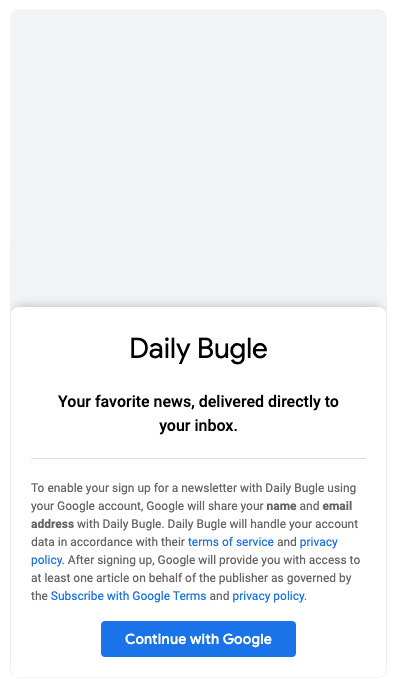 Daily Bugle
Your favorite news, delivered directly to
your inbox.
To enable your sign up for a newsletter with Daily Bugle using
your Google account, Google will share your name and email
address with Daily Bugle. Daily Bugle will handle your account
data in accordance with their terms of service and privacy
policy. After signing up, Google will provide you with access to
at least one article on behalf of the publisher as governed by
the Subscribe with Google Terms and privacy policy.
Continue with Google